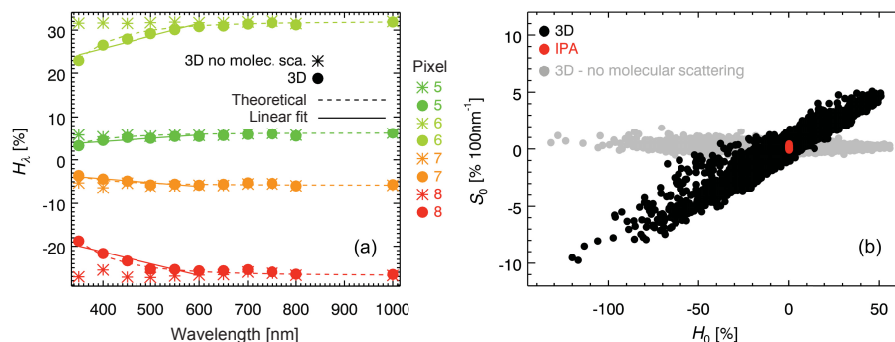 30
20
10
0
-10
-20
H_λ [%]
3D no molec. sca.
3D
Theoretical
Linear fit
(a)
400 500 600 700 800 900 1000
Wavelength [nm]
Pixel
5
5
6
6
7
7
8
8
10
5
0
-5
-10
S_0 [% 100nm^-1]
3D
IPA
3D - no molecular scattering
(b)
-100 -50 0 50
H_0 [%]